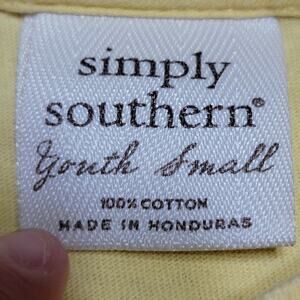 simply
southern®
Youth Small
100% COTTON
MADE IN HONDURAS